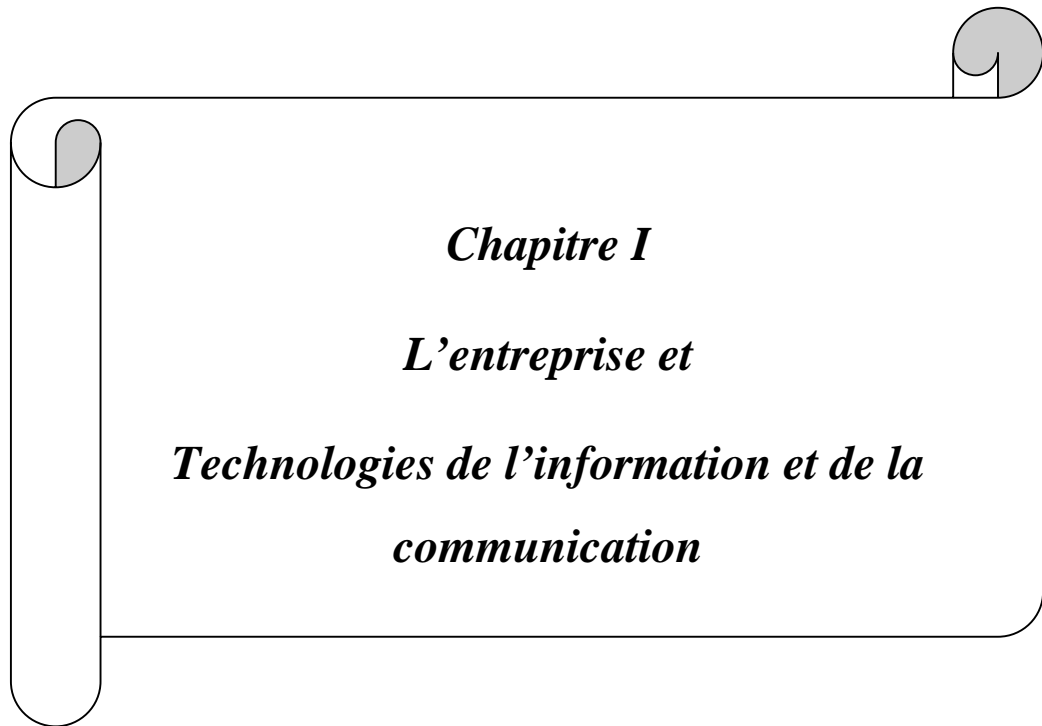 Chapitre I
L’entreprise et
Technologies de l’information et de la
communication